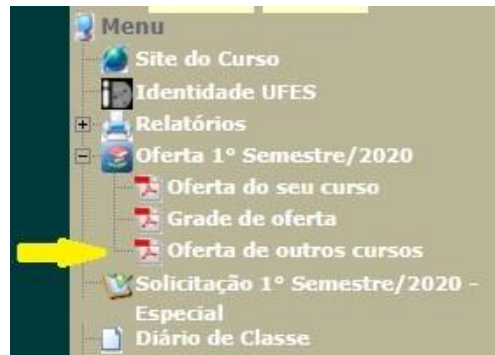 Menu
Site do Curso
Identidade UFES
Relatórios
Oferta 1° Semestre/2020
Oferta do seu curso
Grade de oferta
Oferta de outros cursos
Solicitação 1° Semestre/2020 -
Especial
Diário de Classe